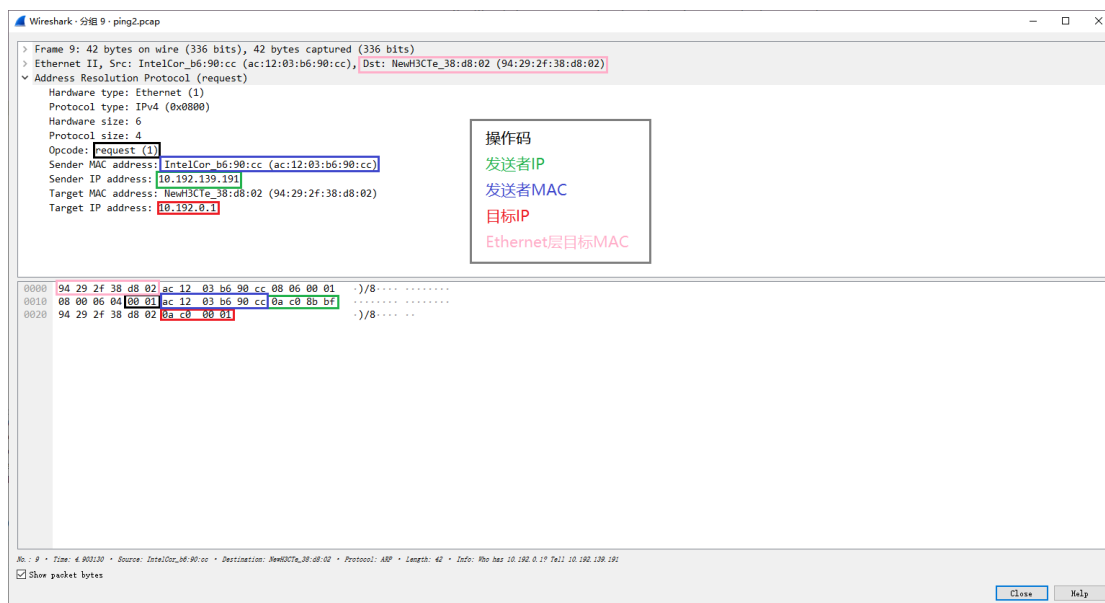 Wireshark · 分组 9 · ping2.pcap
Frame 9: 42 bytes on wire (336 bits), 42 bytes captured (336 bits)
Ethernet II, Src: IntelCor_b6:90:cc (ac:12:03:b6:90:cc), Dst: NewH3CTe_38:d8:02 (94:29:2f:38:d8:02)
Address Resolution Protocol (request)
Hardware type: Ethernet (1)
Protocol type: IPv4 (0x0800)
Hardware size: 6
Protocol size: 4
Opcode: request (1)
Sender MAC address: IntelCor_b6:90:cc (ac:12:03:b6:90:cc)
Sender IP address: 10.192.139.191
Target MAC address: NewH3CTe_38:d8:02 (94:29:2f:38:d8:02)
Target IP address: 10.192.0.1
操作码
发送者IP
发送者MAC
目标IP
Ethernet层目标MAC
0000 94 29 2f 38 d8 02 ac 12 03 b6 90 cc 08 06 00 01 ·)/8···· ········
0010 08 00 06 04 00 01 ac 12 03 b6 90 cc 0a c0 8b bf ········ ········
0020 94 29 2f 38 d8 02 0a c0 00 01 ·)/8···· ··
No.: 9 · Time: 4.903130 · Source: IntelCor_b6:90:cc · Destination: NewH3CTe_38:d8:02 · Protocol: ARP · Length: 42 · Info: Who has 10.192.0.1? Tell 10.192.139.191
Show packet bytes
Close Help